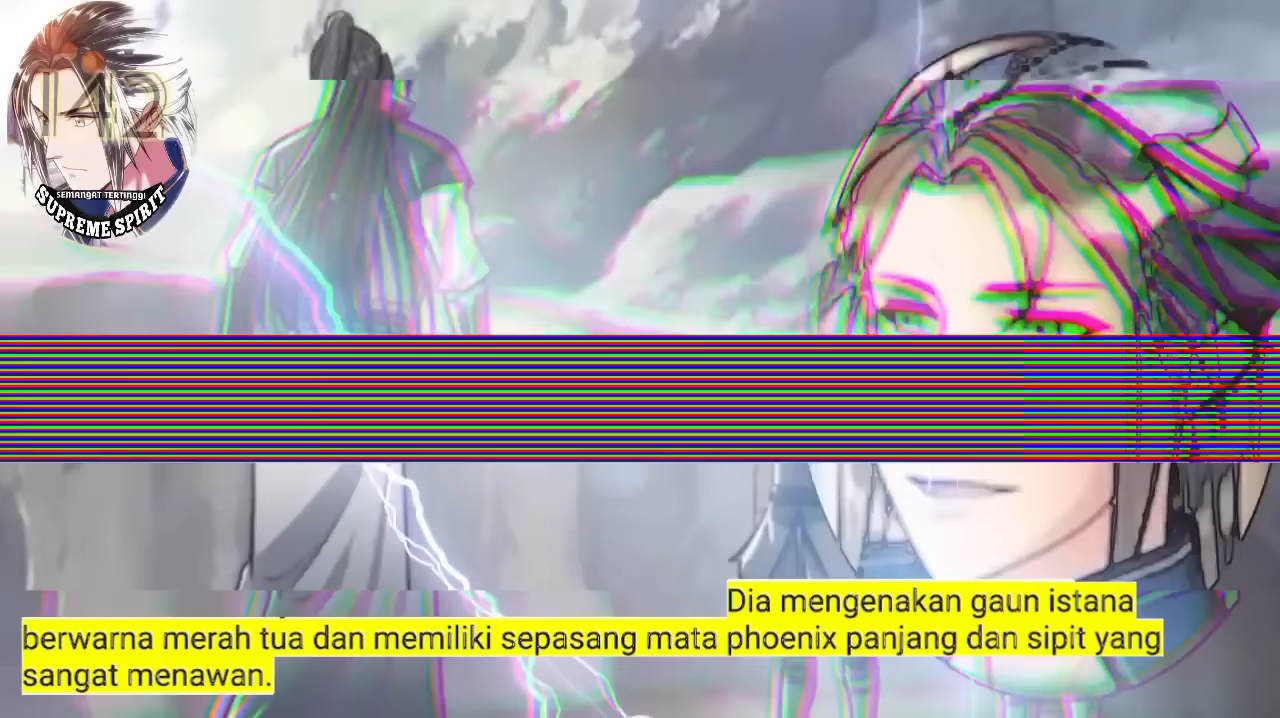 142
SEMANGAT TERTINGGI
SUPREME SPIRIT
Dia mengenakan gaun istana
berwarna merah tua dan memiliki sepasang mata phoenix panjang dan sipit yang
sangat menawan.